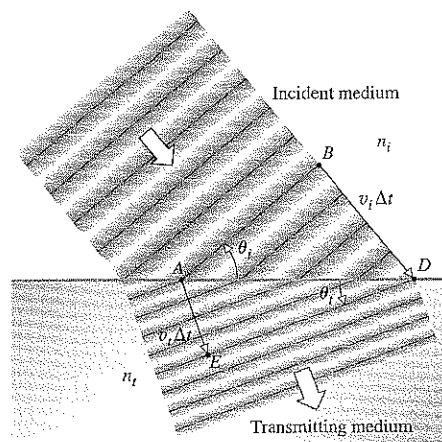 Incident medium
n_i
B
v_i Δt
θ_i
A
D
θ_t
v_t Δt
E
n_t
Transmitting medium